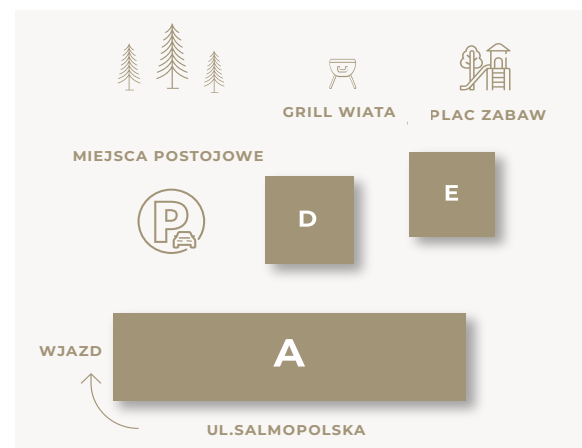 GRILL WIATA
PLAC ZABAW
MIEJSCA POSTOJOWE
P
D
E
A
WJAZD
UL.SALMOPOLSKA